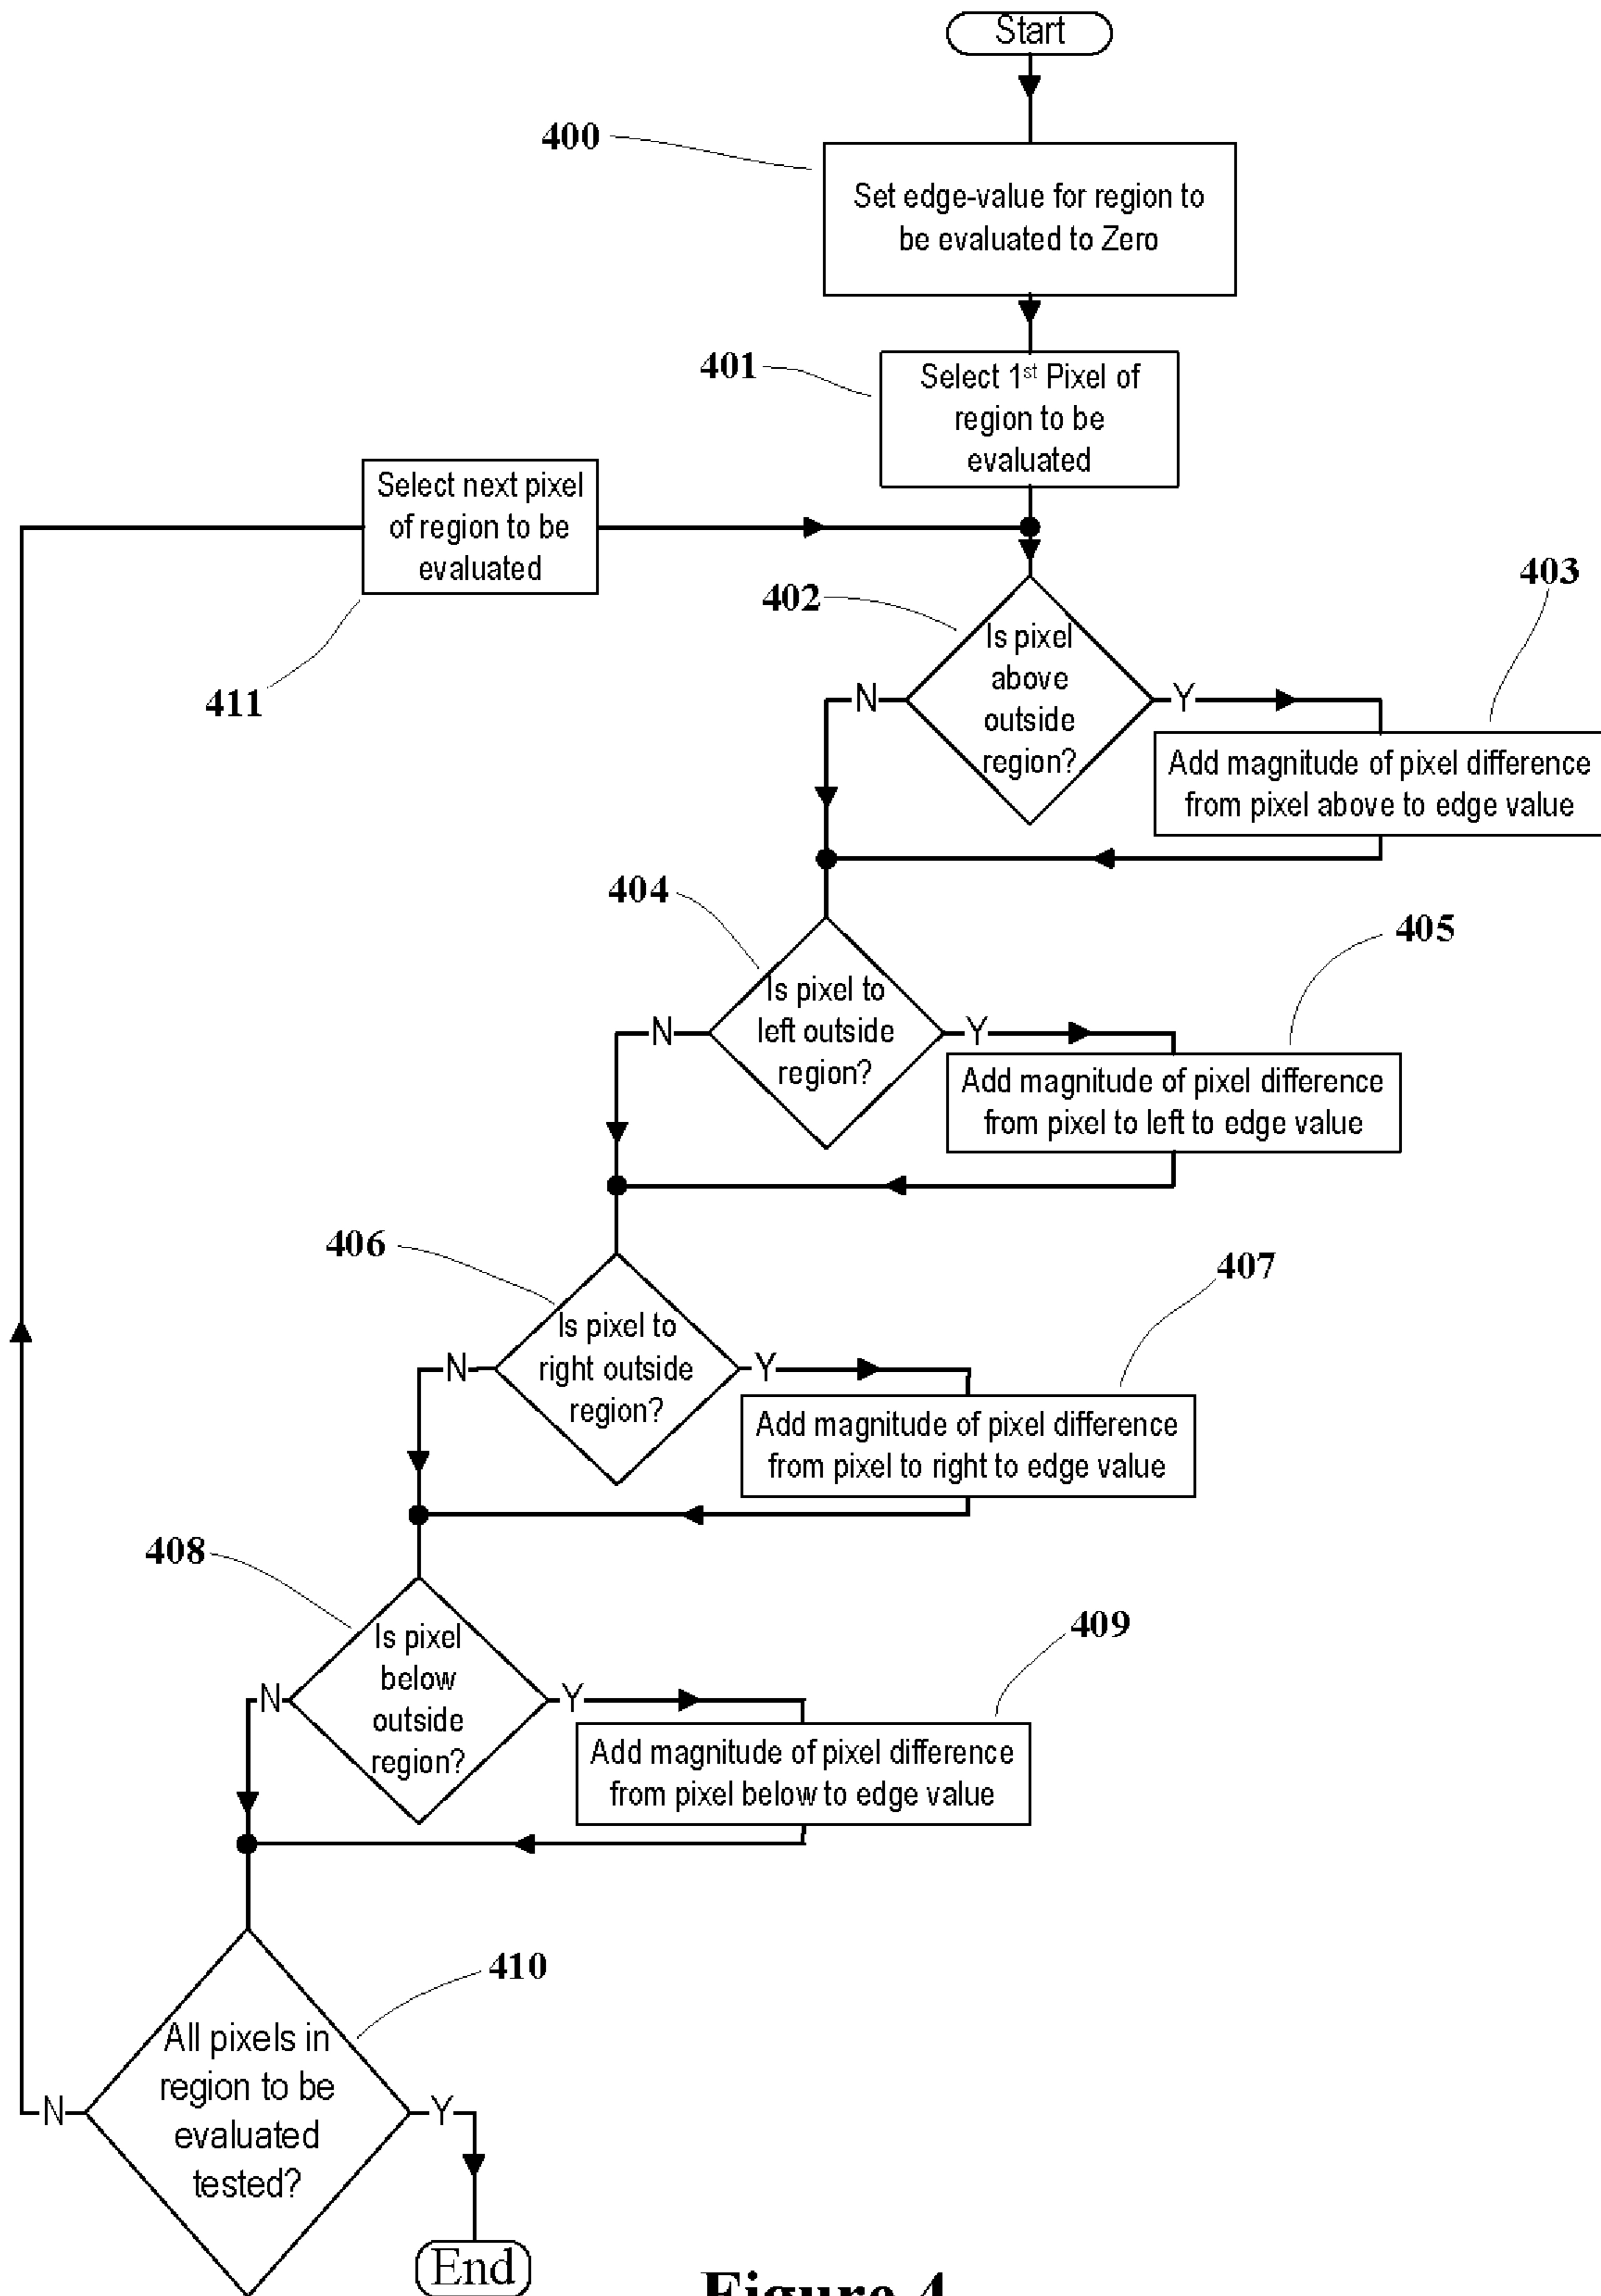 Start
400
Set edge-value for region to
be evaluated to Zero
401
Select 1st Pixel of
region to be
evaluated
Select next pixel
of region to be
evaluated
411
402
Is pixel
above
outside
region?
N
Y
403
Add magnitude of pixel difference
from pixel above to edge value
404
Is pixel to
left outside
region?
N
Y
405
Add magnitude of pixel difference
from pixel to left to edge value
406
Is pixel to
right outside
region?
N
Y
407
Add magnitude of pixel difference
from pixel to right to edge value
408
Is pixel
below
outside
region?
N
Y
409
Add magnitude of pixel difference
from pixel below to edge value
410
All pixels in
region to be
evaluated
tested?
N
Y
End
Figure 4